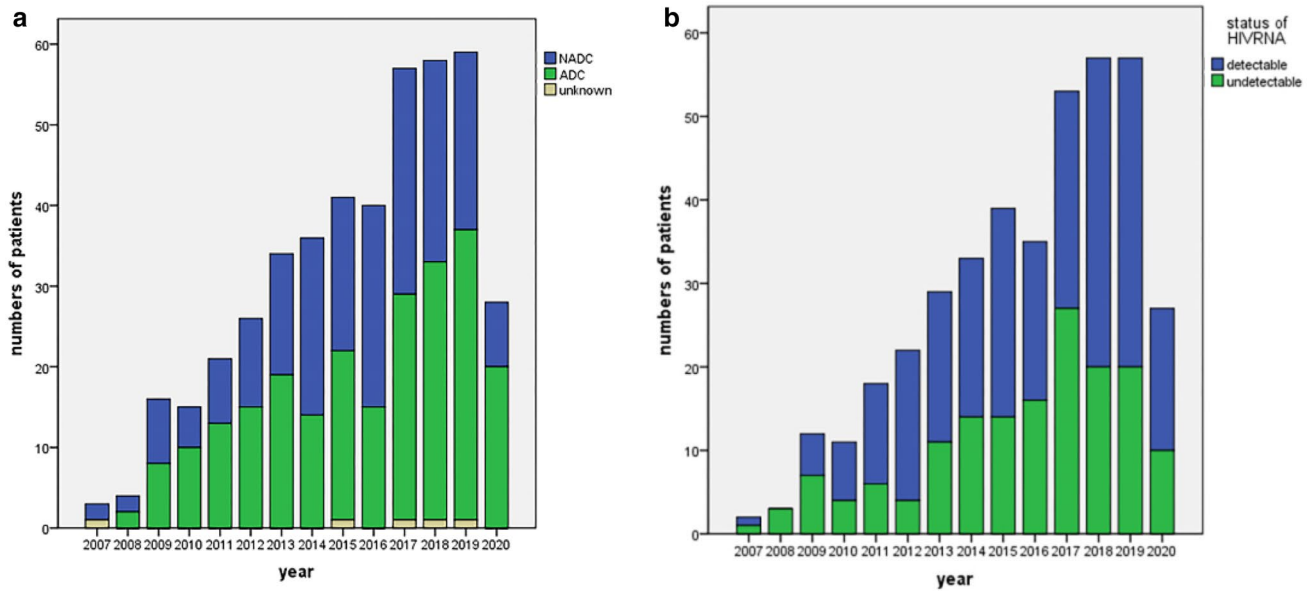 a
60
50
40
30
20
10
0
numbers of patients
2007 2008 2009 2010 2011 2012 2013 2014 2015 2016 2017 2018 2019 2020
year
NADC
ADC
unknown
b
60
50
40
30
20
10
0
numbers of patients
2007 2008 2009 2010 2011 2012 2013 2014 2015 2016 2017 2018 2019 2020
year
status of
HIVRNA
detectable
undetectable